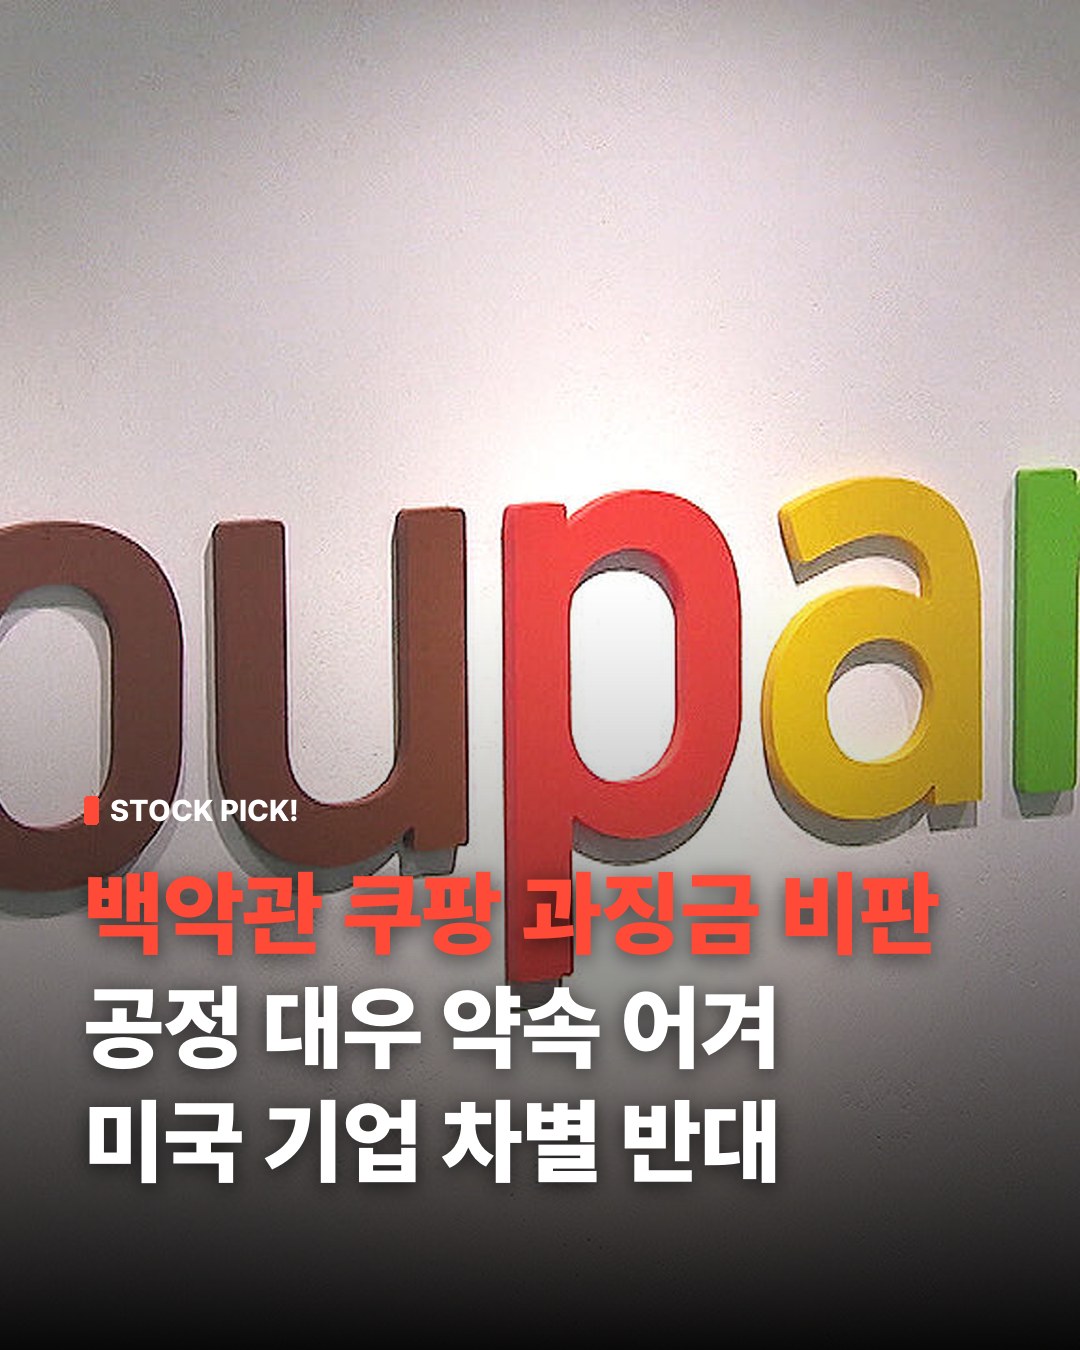 oupan
STOCK PICK!
백악관 쿠팡 과징금 비판
공정 대우 약속 어겨
미국 기업 차별 반대